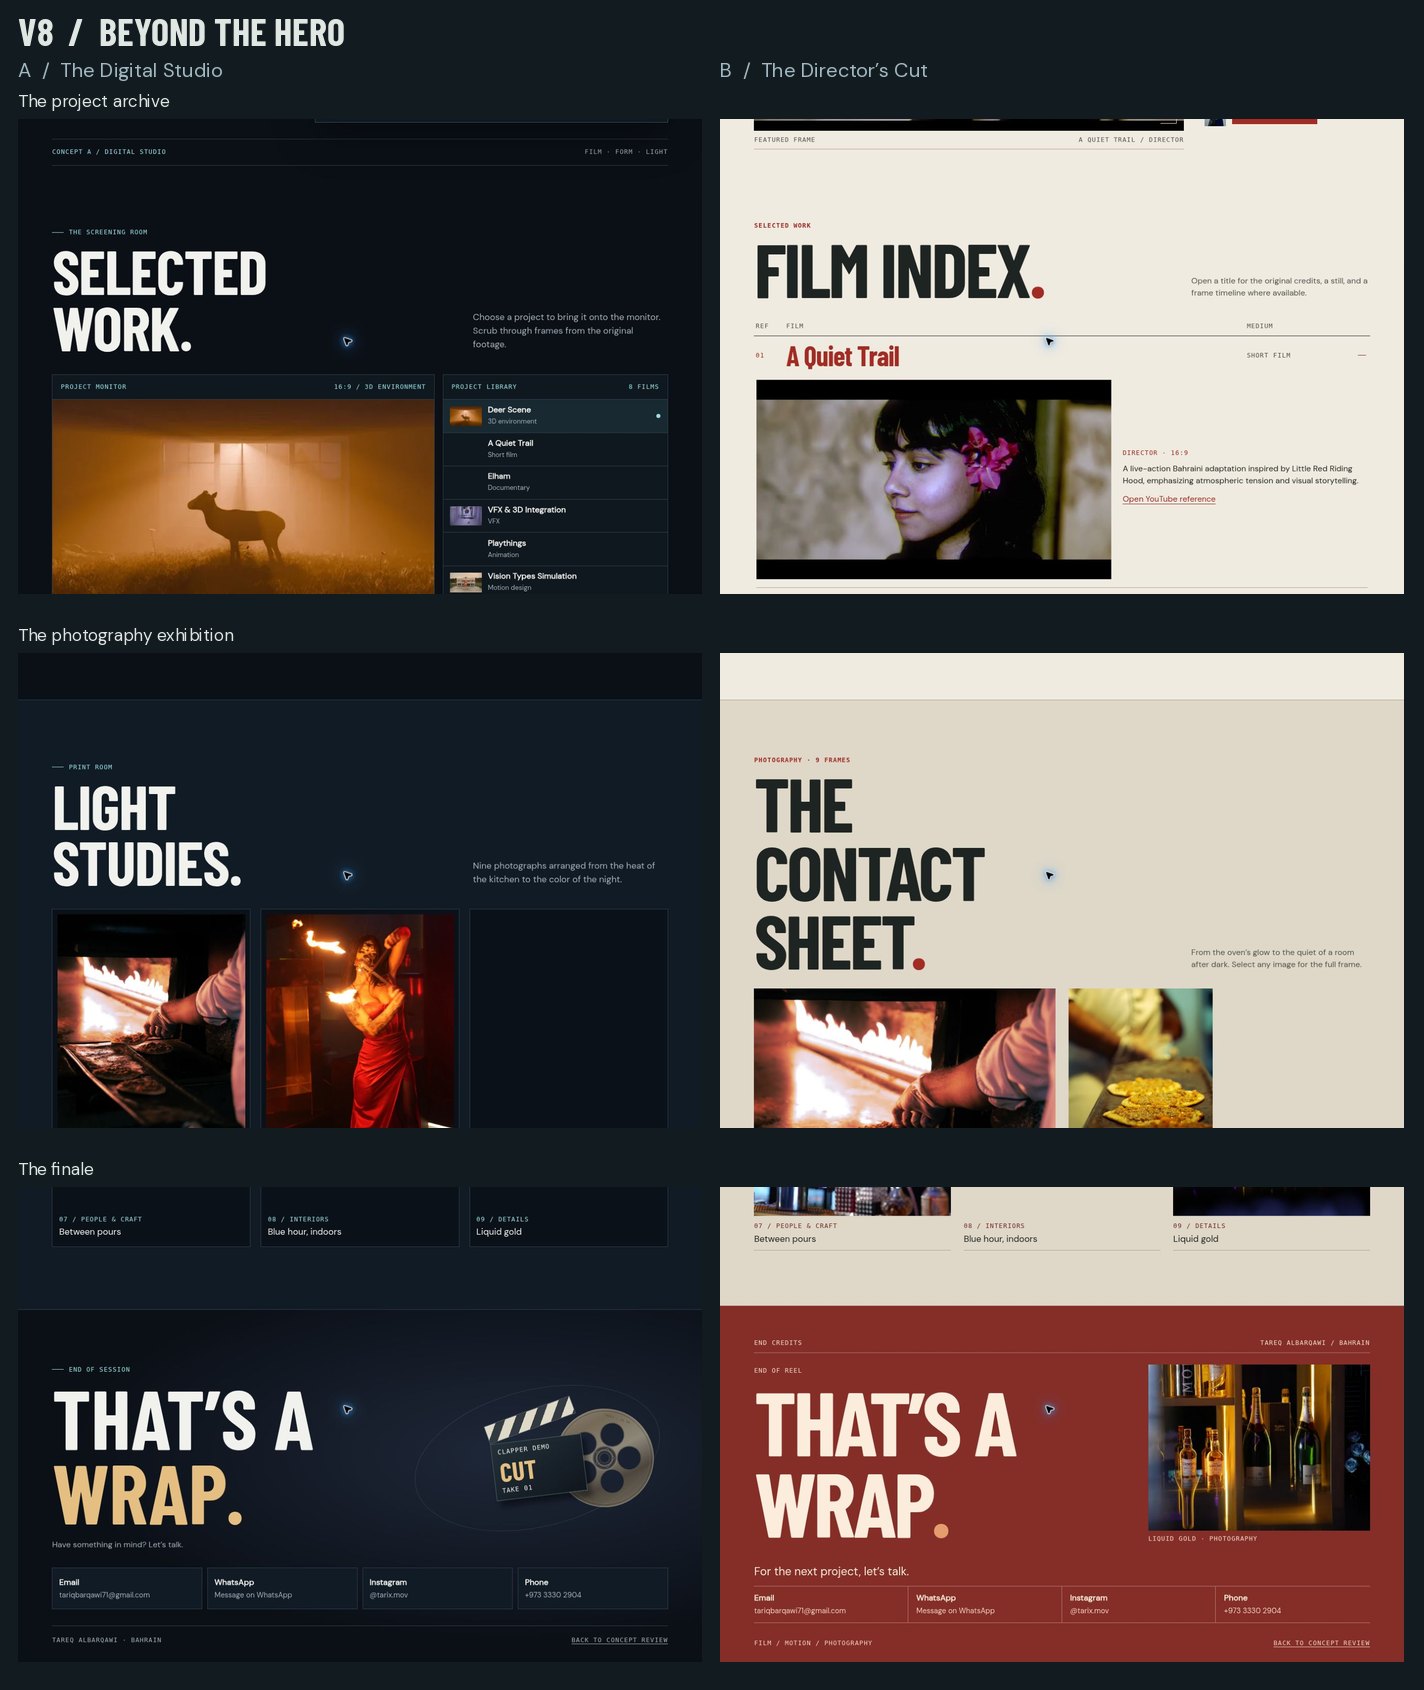 V8 / BEYOND THE HERO
A / The Digital Studio
B / The Director's Cut
The project archive
CONCEPT A / DIGITAL STUDIO
FILM · FORM · LIGHT
THE SCREENING ROOM
SELECTED
WORK.
Choose a project to bring it onto the monitor.
Scrub through frames from the original
footage.
PROJECT MONITOR
16:9 / 3D ENVIRONMENT
PROJECT LIBRARY
8 FILMS
Deer Scene
3D environment
A Quiet Trail
Short film
Elham
Documentary
VFX & 3D Integration
VFX
Playthings
Animation
Vision Types Simulation
Motion design
FEATURED FRAME
A QUIET TRAIL / DIRECTOR
SELECTED WORK
FILM INDEX.
Open a title for the original credits, a still, and a
frame timeline where available.
REF
FILM
MEDIUM
01
A Quiet Trail
SHORT FILM
DIRECTOR · 16:9
A live-action Bahraini adaptation inspired by Little Red Riding
Hood, emphasizing atmospheric tension and visual storytelling.
Open YouTube reference
The photography exhibition
PRINT ROOM
LIGHT
STUDIES.
Nine photographs arranged from the heat of
the kitchen to the color of the night.
PHOTOGRAPHY · 9 FRAMES
THE
CONTACT
SHEET.
From the oven's glow to the quiet of a room
after dark. Select any image for the full frame.
The finale
07 / PEOPLE & CRAFT
Between pours
08 / INTERIORS
Blue hour, indoors
09 / DETAILS
Liquid gold
END OF SESSION
THAT'S A
WRAP.
Have something in mind? Let's talk.
CLAPPER DEMO
CUT
TAKE 01
Email
tariqbarqawi71@gmail.com
WhatsApp
Message on WhatsApp
Instagram
@tarix.mov
Phone
+973 3330 2904
TAREQ ALBARQAWI · BAHRAIN
BACK TO CONCEPT REVIEW
07 / PEOPLE & CRAFT
Between pours
08 / INTERIORS
Blue hour, indoors
09 / DETAILS
Liquid gold
END CREDITS
TAREQ ALBARQAWI / BAHRAIN
END OF REEL
THAT'S A
WRAP.
LIQUID GOLD · PHOTOGRAPHY
For the next project, let's talk.
Email
tariqbarqawi71@gmail.com
WhatsApp
Message on WhatsApp
Instagram
@tarix.mov
Phone
+973 3330 2904
FILM / MOTION / PHOTOGRAPHY
BACK TO CONCEPT REVIEW